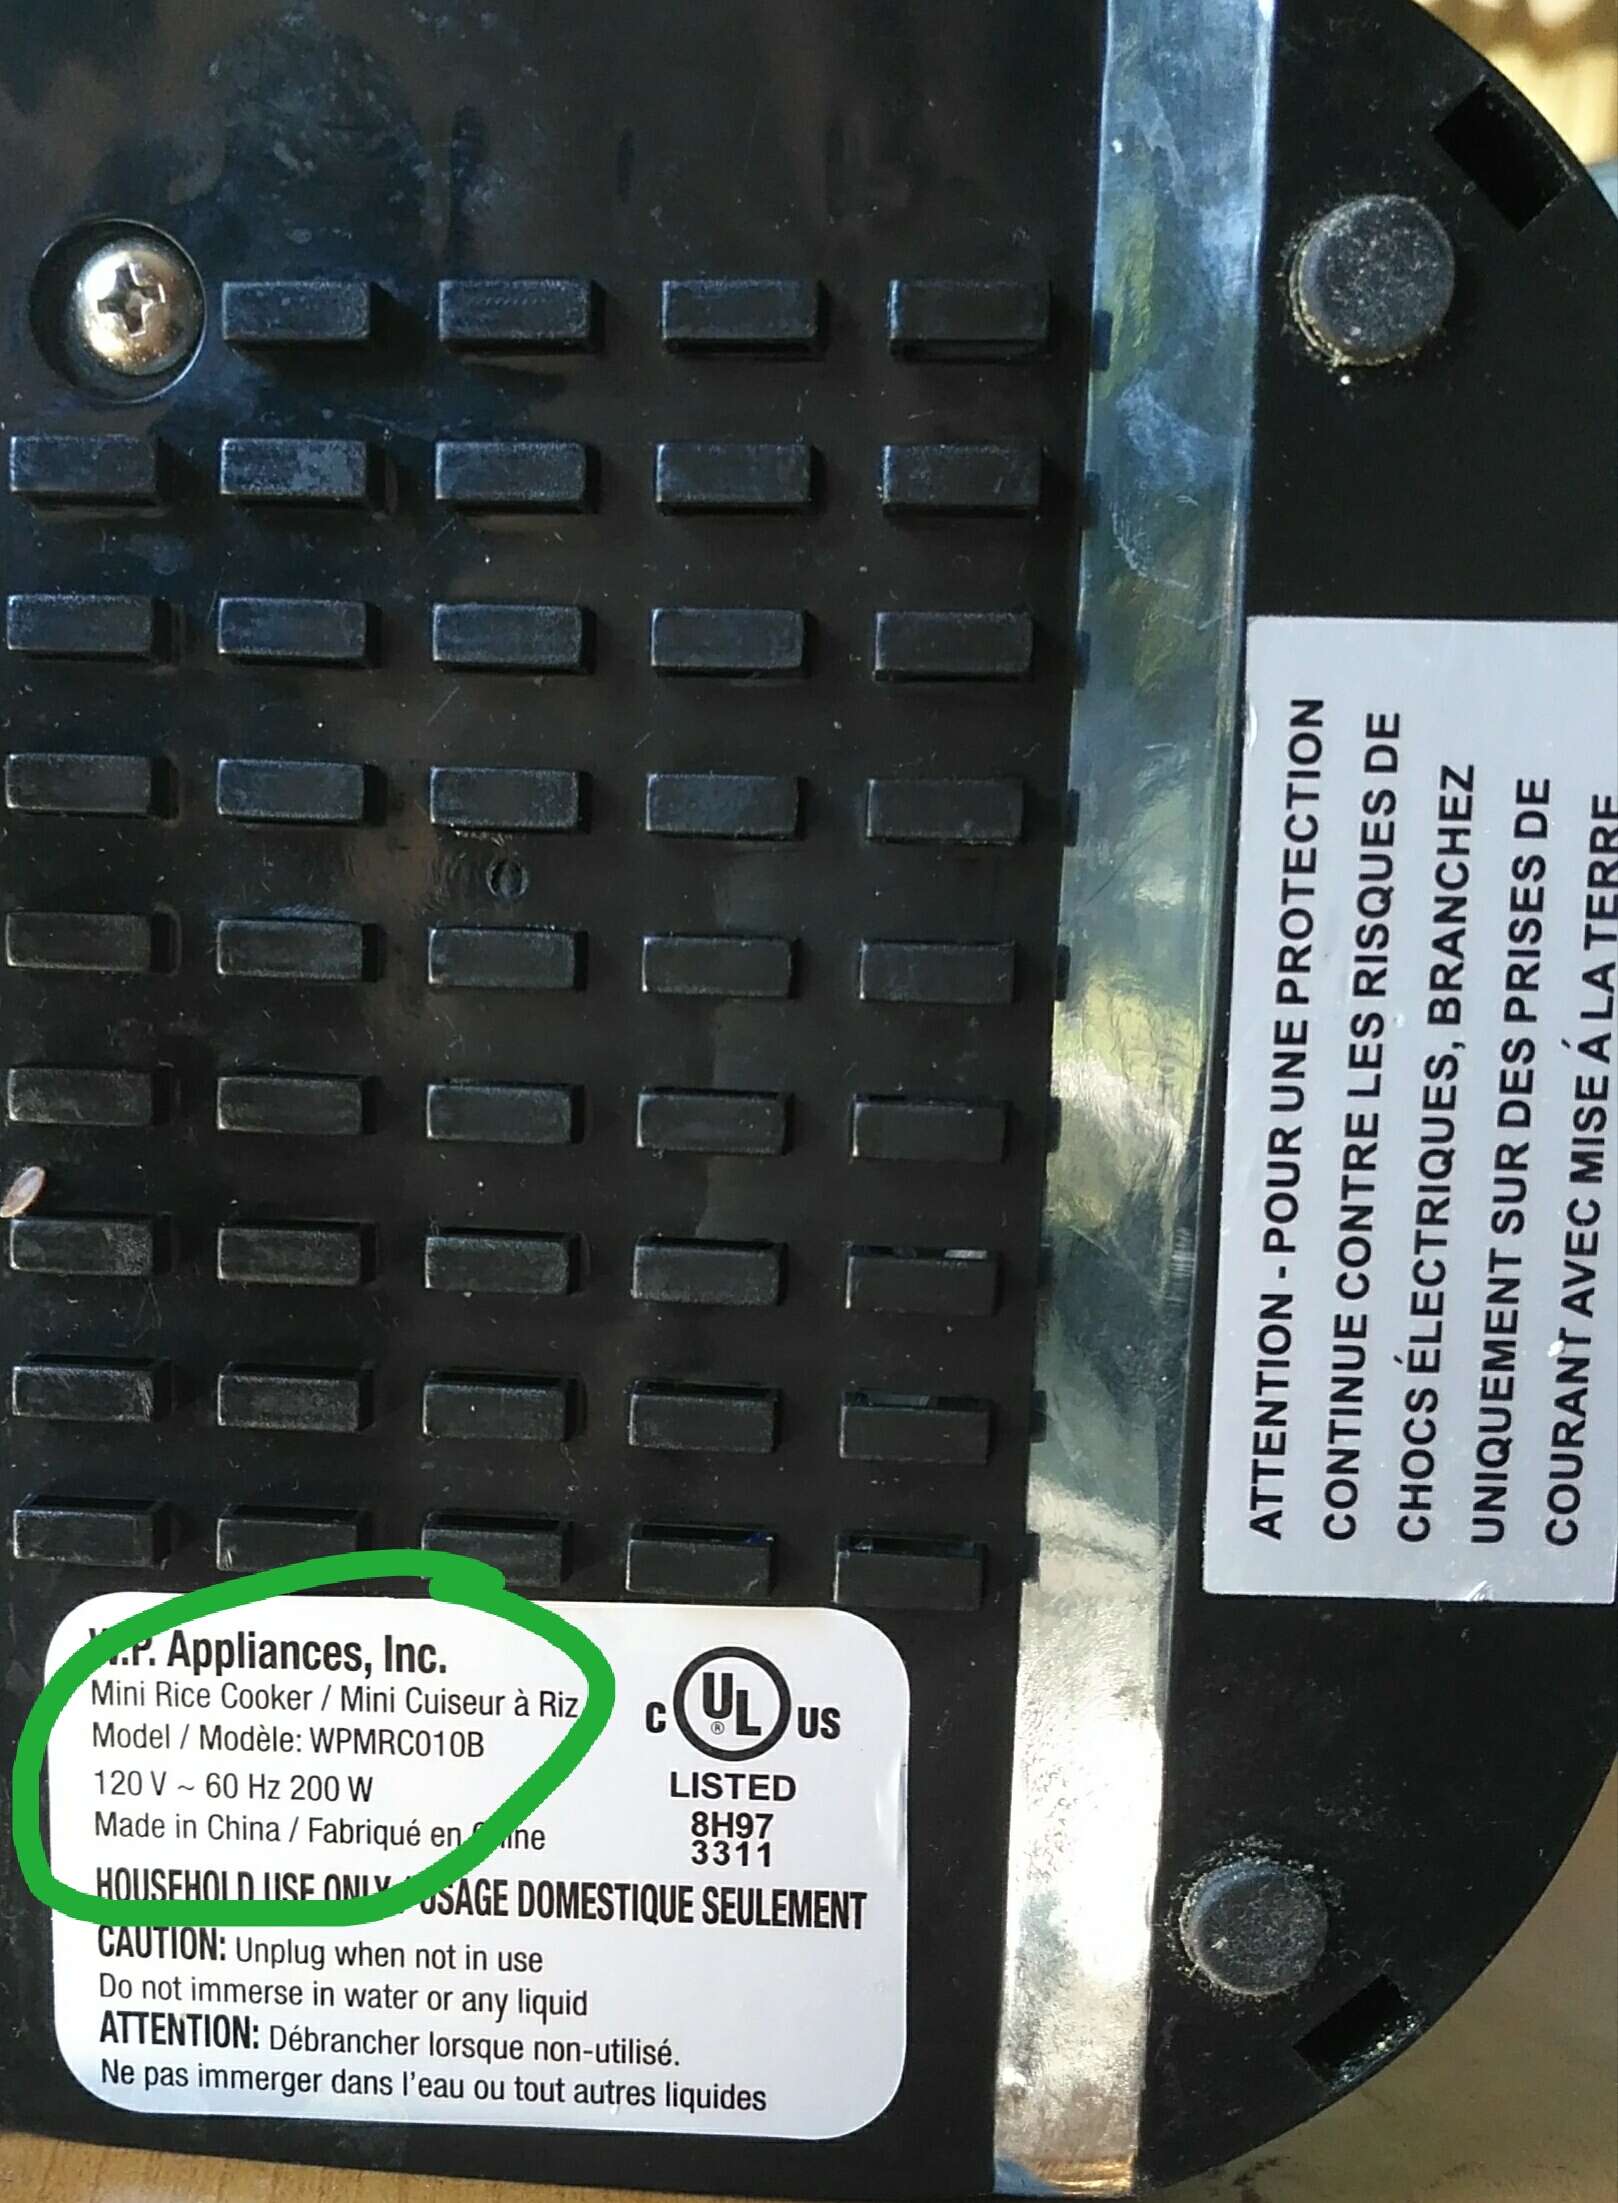 Appliances, Inc.
Mini Rice Cooker / Mini Cuiseur à Riz
Model / Modèle: WPMRC010B
120 V ~ 60 Hz 200 W
Made in China / Fabriqué en
HOUSEHOLD USE ONLY / USAGE DOMESTIQUE SEULEMENT
CAUTION: Unplug when not in use
Do not immerse in water or any liquid
ATTENTION: Débrancher lorsque non-utilisé.
Ne pas immerger dans l'eau ou tout autres liquides
C UL® US
LISTED
8H97
3311
ATTENTION - POUR UNE PROTECTION
CONTINUE CONTRE LES RISQUES DE
CHOCS ÉLECTRIQUES, BRANCHEZ
UNIQUEMENT SUR DES PRISES DE
COURANT AVEC MISE Á LA TERRE